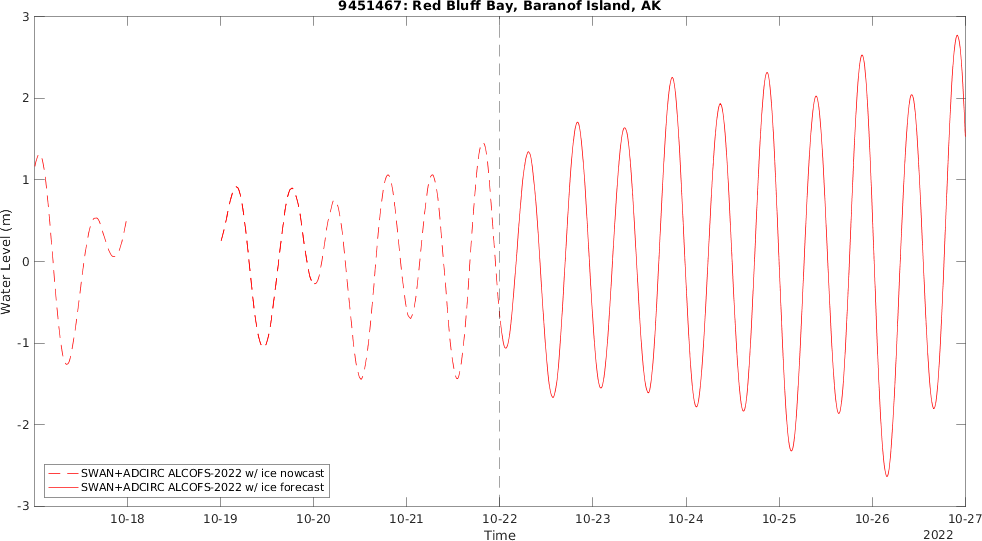 9451467: Red Bluff Bay, Baranof Island, AK
Water Level (m)
3
2
1
0
-1
-2
-3
SWAN+ADCIRC ALCOFS-2022 w/ ice nowcast
SWAN+ADCIRC ALCOFS-2022 w/ ice forecast
10-18 10-19 10-20 10-21 10-22 10-23 10-24 10-25 10-26 10-27
Time
2022